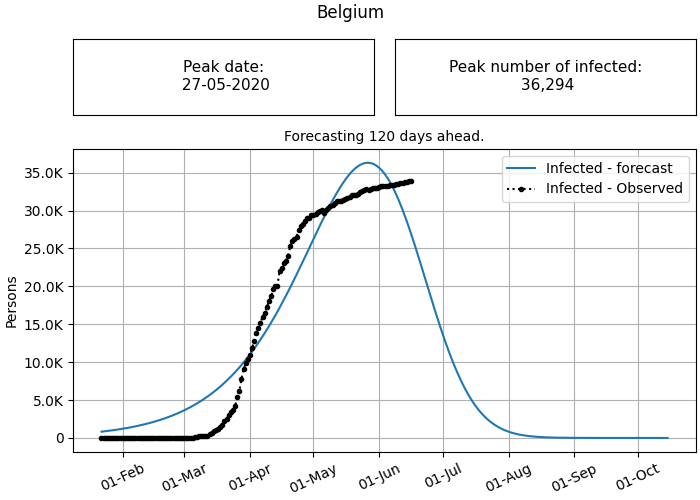 Belgium
Peak date:
27-05-2020
Peak number of infected:
36,294
Forecasting 120 days ahead.
Infected - forecast
Infected - Observed
Persons
35.0K
30.0K
25.0K
20.0K
15.0K
10.0K
5.0K
0
01-Feb
01-Mar
01-Apr
01-May
01-Jun
01-Jul
01-Aug
01-Sep
01-Oct